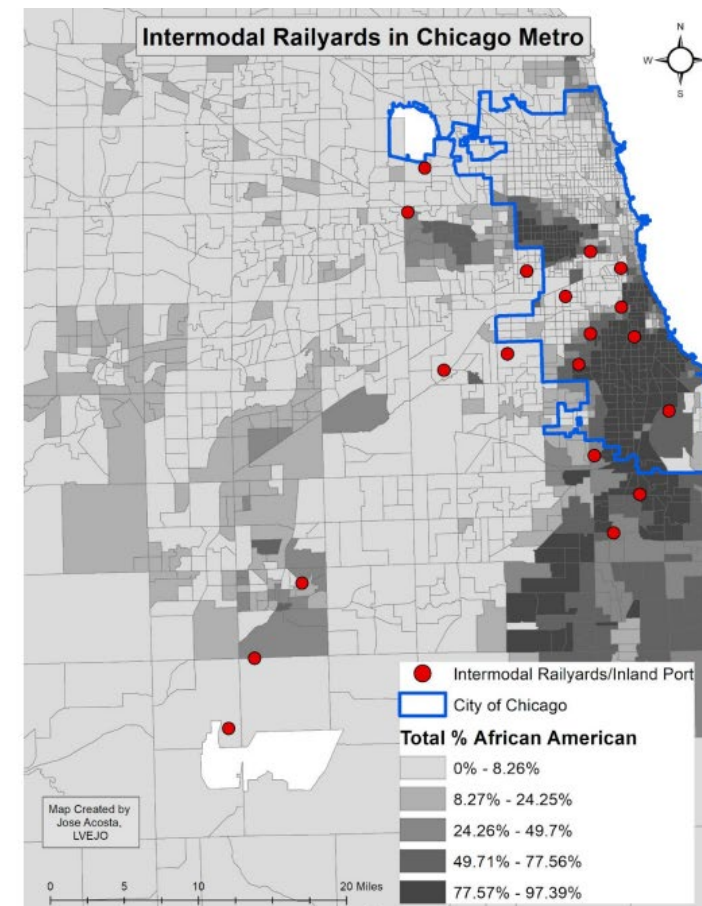 Intermodal Railyards in Chicago Metro
N
W
S
Intermodal Railyards/Inland Port
City of Chicago
Total % African American
0% - 8.26%
8.27% - 24.25%
24.26% - 49.7%
49.71% - 77.56%
77.57% - 97.39%
Map Created by
Jose Acosta,
LVEJO
0 5 10 20 Miles